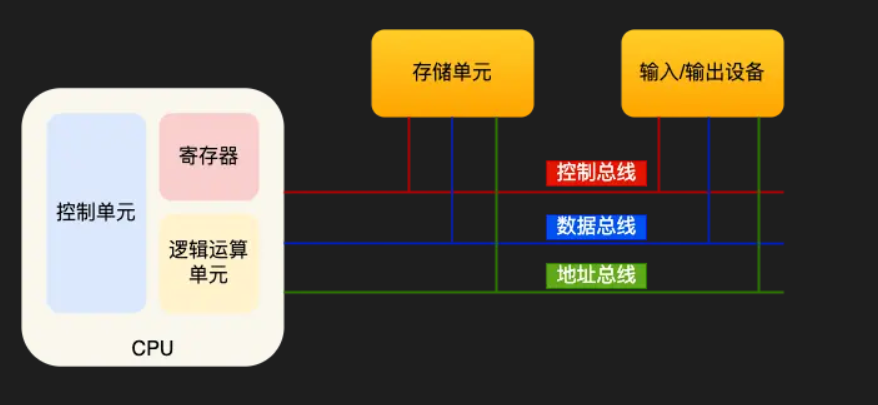 存储单元
输入/输出设备
寄存器
控制单元
逻辑运算
单元
CPU
控制总线
数据总线
地址总线